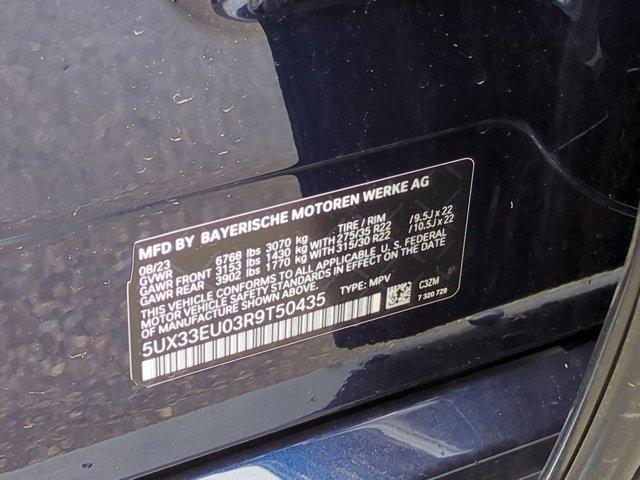 MFD BY BAYERISCHE MOTOREN WERKE AG
08/23 TIRE / RIM
GVWR 6768 lbs 3070 kg
GAWR FRONT 3153 lbs 1430 kg WITH 275/35 R22 /9.5J x 22
GAWR REAR 3902 lbs 1770 kg WITH 315/30 R22 /10.5J x 22
THIS VEHICLE CONFORMS TO ALL APPLICABLE U. S. FEDERAL
MOTOR VEHICLE SAFETY STANDARDS IN EFFECT ON THE DATE
OF MANUFACTURE SHOWN ABOVE.
TYPE: MPV C3ZM
5UX33EU03R9T50435
7 320 729